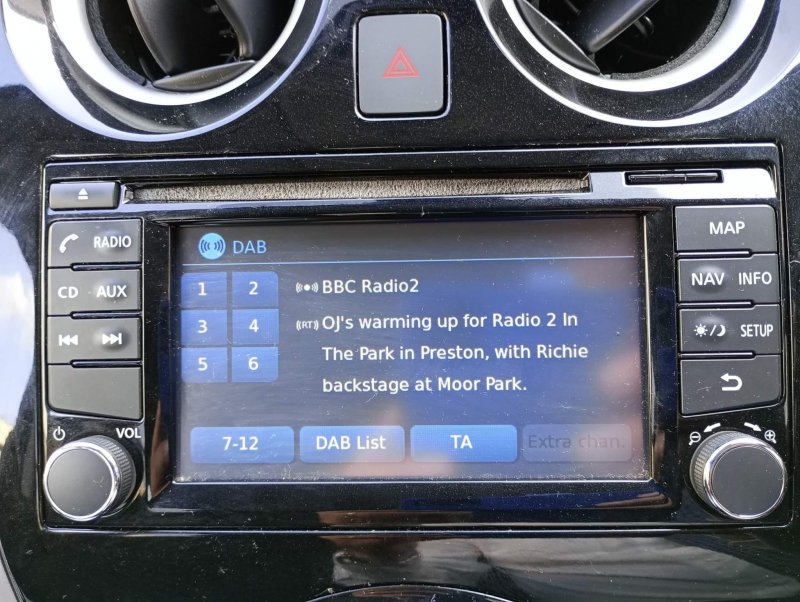 DAB
RADIO
MAP
1 2
BBC Radio2
CD AUX
NAV INFO
3 4
OJ's warming up for Radio 2 In
The Park in Preston, with Richie
backstage at Moor Park.
SETUP
5 6
VOL
7-12 DAB List TA Extra chan.
RT